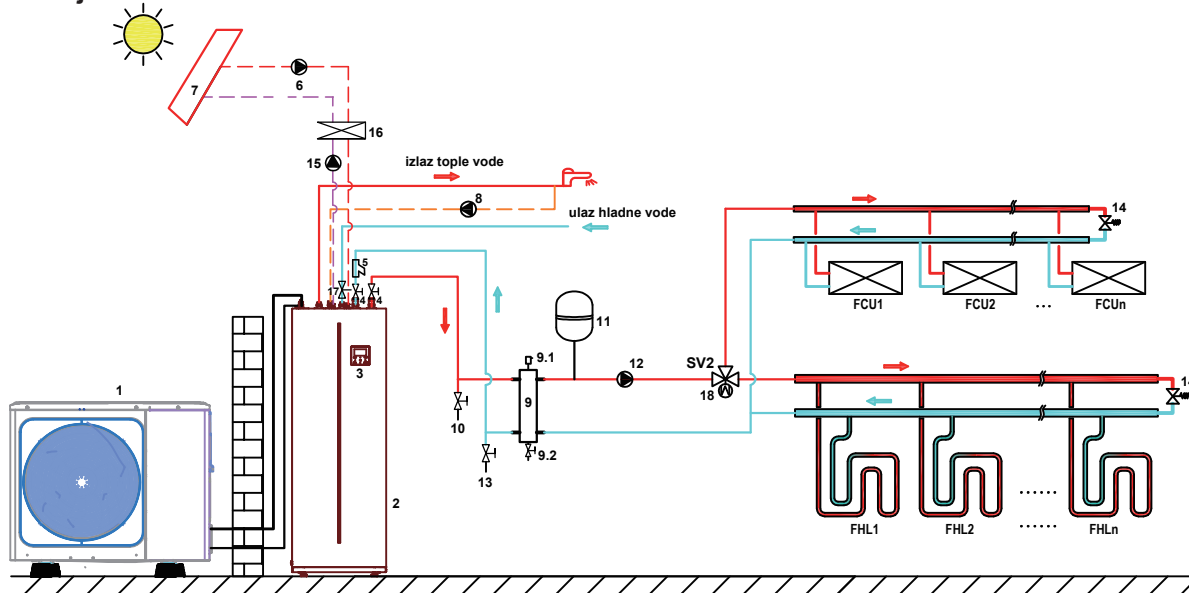 7
6
16
15
izlaz tople vode
8
ulaz hladne vode
14
5
17
4
4
FCU1
FCU2
...
FCUn
11
9.1
12
SV2
3
18
1
9
10
9.2
13
2
FHL1
FHL2
......
......
FHLn